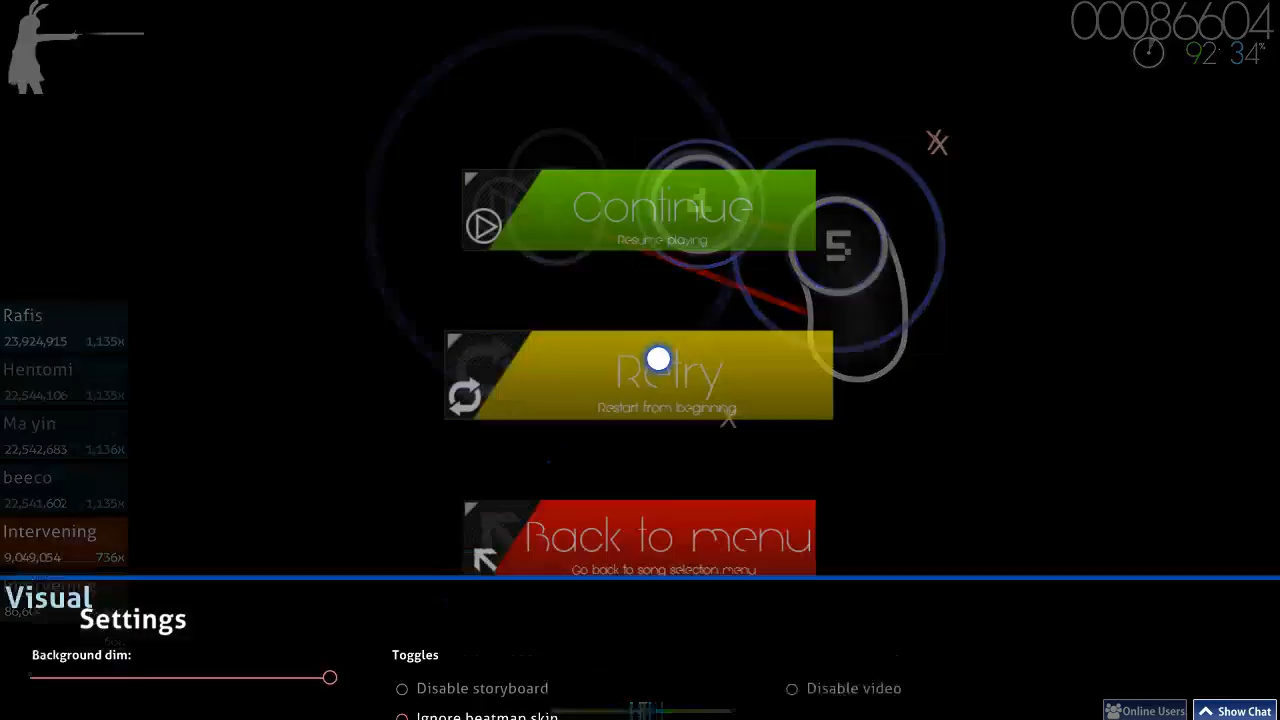 00086604
92.34%
4
Continue
Resume playing
5
Rafis
23,924,915 1,135x
Hentomi
22,544,106 1,135x
Retry
Restart from beginning
Ma yin
22,542,683 1,136x
beeco
22,541,602 1,135x
Intervening
9,049,054 736x
Back to menu
Go back to song selection menu
Visual
Settings
Background dim:
Toggles
Disable storyboard
Disable video
Ignore beatmap skin
Online Users
Show Chat